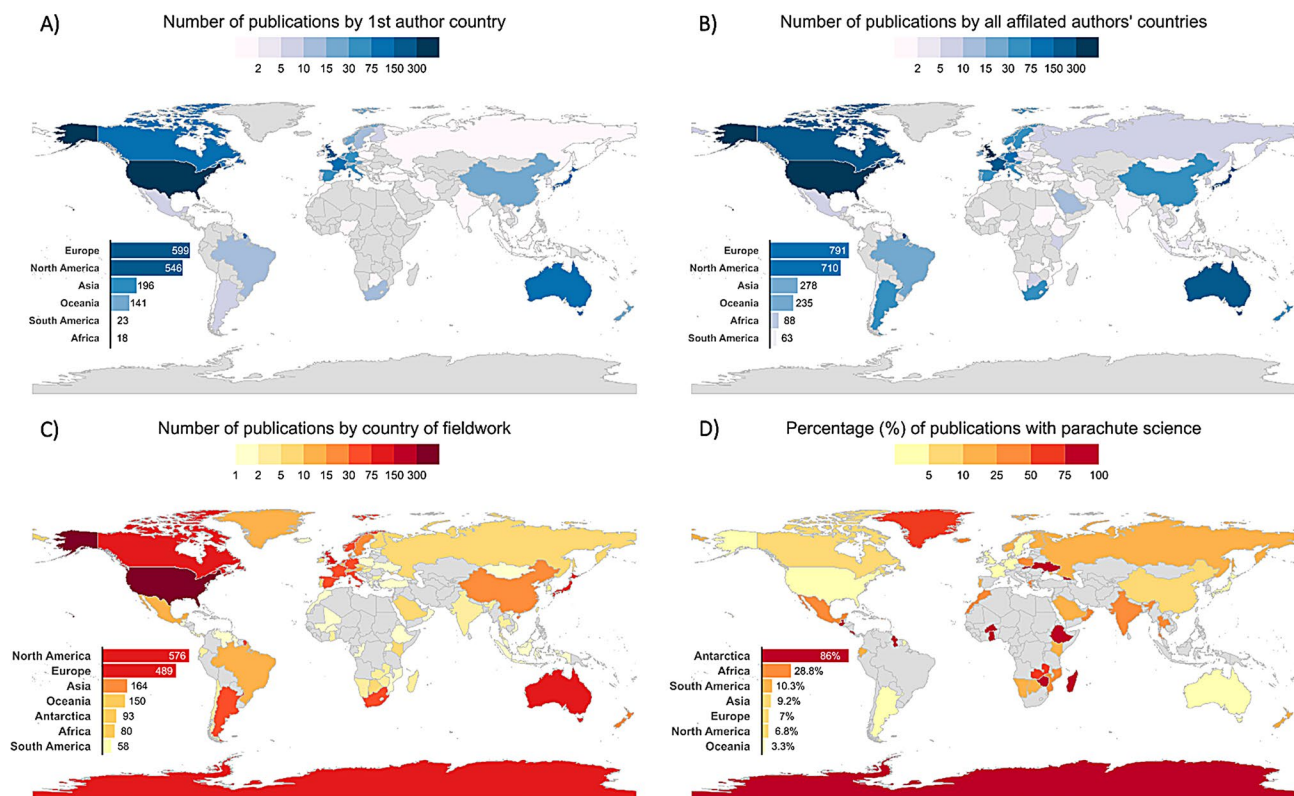 A) Number of publications by 1st author country
2 5 10 15 30 75 150 300
Europe 599
North America 546
Asia 196
Oceania 141
South America 23
Africa 18
B) Number of publications by all affilated authors' countries
2 5 10 15 30 75 150 300
Europe 791
North America 710
Asia 278
Oceania 235
Africa 88
South America 63
C) Number of publications by country of fieldwork
1 2 5 10 15 30 75 150 300
North America 576
Europe 489
Asia 164
Oceania 150
Antarctica 93
Africa 80
South America 58
D) Percentage (%) of publications with parachute science
5 10 25 50 75 100
Antarctica 86%
Africa 28.8%
South America 10.3%
Asia 9.2%
Europe 7%
North America 6.8%
Oceania 3.3%